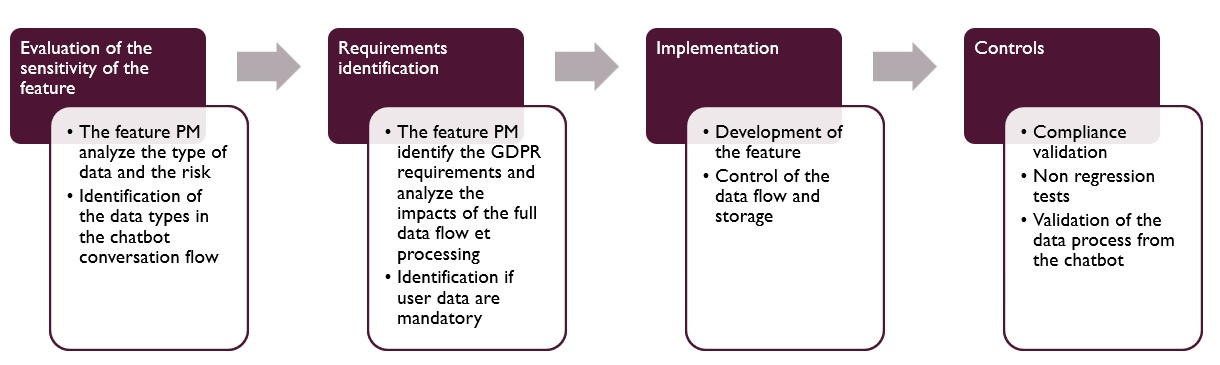 Evaluation of the
sensitivity of the
feature
• The feature PM
analyze the type of
data and the risk
• Identification of
the data types in
the chatbot
conversation flow
Requirements
identification
• The feature PM
identify the GDPR
requirements and
analyze the
impacts of the full
data flow et
processing
• Identification if
user data are
mandatory
Implementation
• Development of
the feature
• Control of the
data flow and
storage
Controls
• Compliance
validation
• Non regression
tests
• Validation of the
data process from
the chatbot